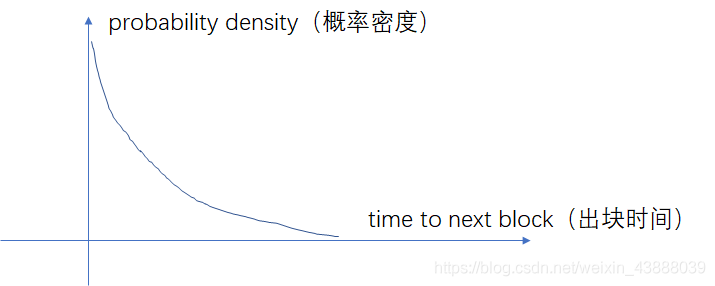 probability density（概率密度）
time to next block（出块时间）
https://blog.csdn.net/weixin_43888039